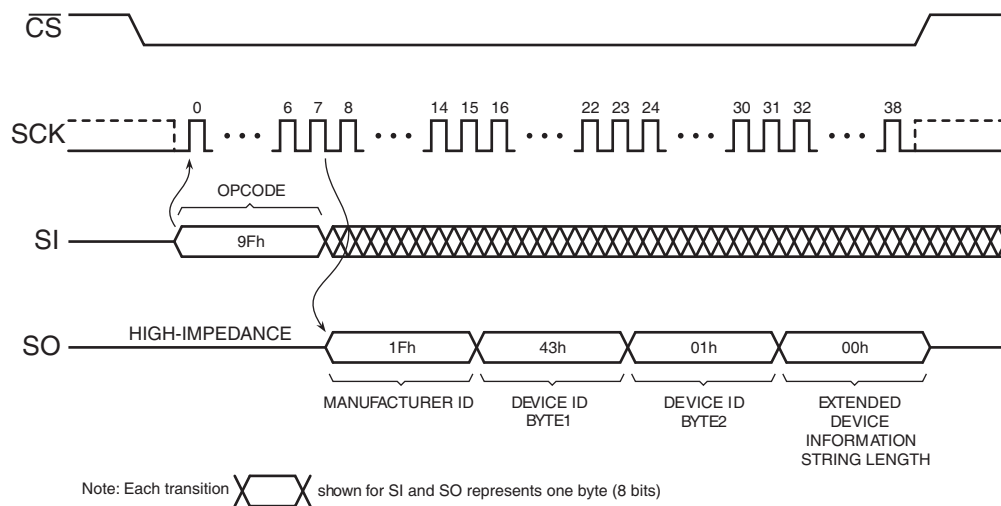 CS
0 6 7 8 14 15 16 22 23 24 30 31 32 38
SCK
OPCODE
SI 9Fh
HIGH-IMPEDANCE
SO 1Fh 43h 01h 00h
MANUFACTURER ID DEVICE ID BYTE1 DEVICE ID BYTE2 EXTENDED DEVICE INFORMATION STRING LENGTH
Note: Each transition shown for SI and SO represents one byte (8 bits)